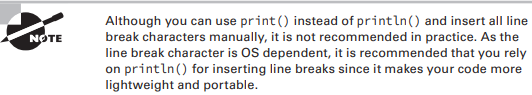 NOTE
Although you can use print() instead of println() and insert all line
break characters manually, it is not recommended in practice. As the
line break character is OS dependent, it is recommended that you rely
on println() for inserting line breaks since it makes your code more
lightweight and portable.